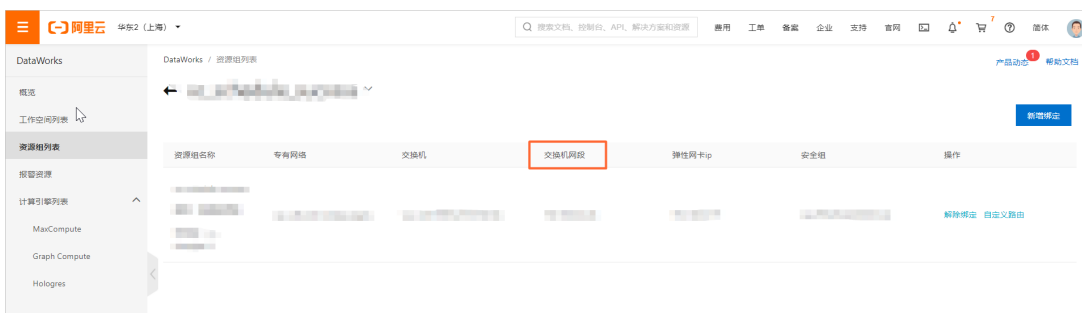 阿里云 华东2（上海） 搜索文档、控制台、API、解决方案和资源 费用 工单 备案 企业 支持 官网 7 简体
DataWorks
概览
工作空间列表
资源组列表
报警资源
计算引擎列表
MaxCompute
Graph Compute
Hologres
DataWorks / 资源组列表
产品动态 1 帮助文档
新增绑定
资源组名称 专有网络 交换机 交换机网段 弹性网卡ip 安全组 操作
解除绑定 自定义路由